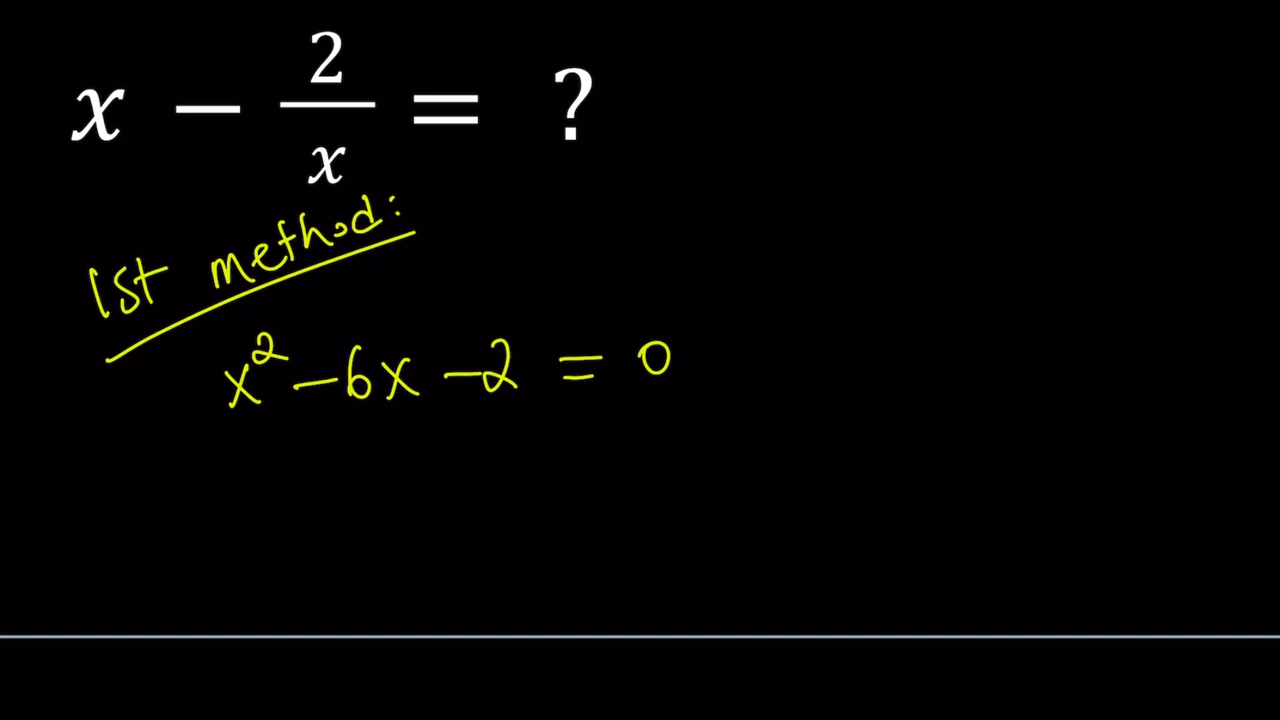 x − 2/x = ?
1st method:
x² − 6x − 2 = 0